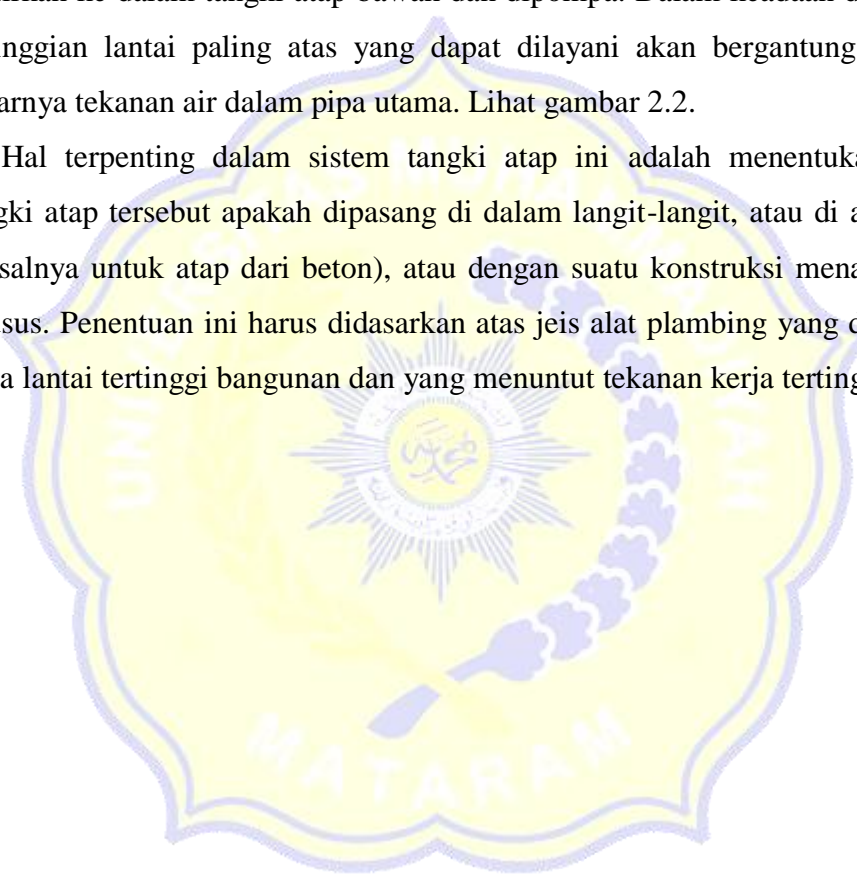 ke dalam tangki atap bawah dan dipompa. Dalam keadaan
inggian lantai paling atas yang dapat dilayani akan bergantung
arnya tekanan air dalam pipa utama. Lihat gambar 2.2.
Hal terpenting dalam sistem tangki atap ini adalah menentuka
gki atap tersebut apakah dipasang di dalam langit-langit, atau di a
salnya untuk atap dari beton), atau dengan suatu konstruksi mena
sus. Penentuan ini harus didasarkan atas jeis alat plambing yang
a lantai tertinggi bangunan dan yang menuntut tekanan kerja terting
UNIVERSITAS MUHAMMADIYAH
MATARAM